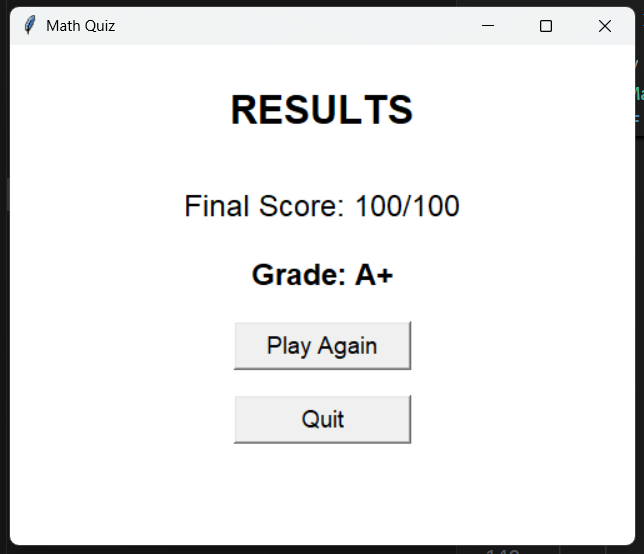 Math Quiz
RESULTS
Final Score: 100/100
Grade: A+
Play Again
Quit